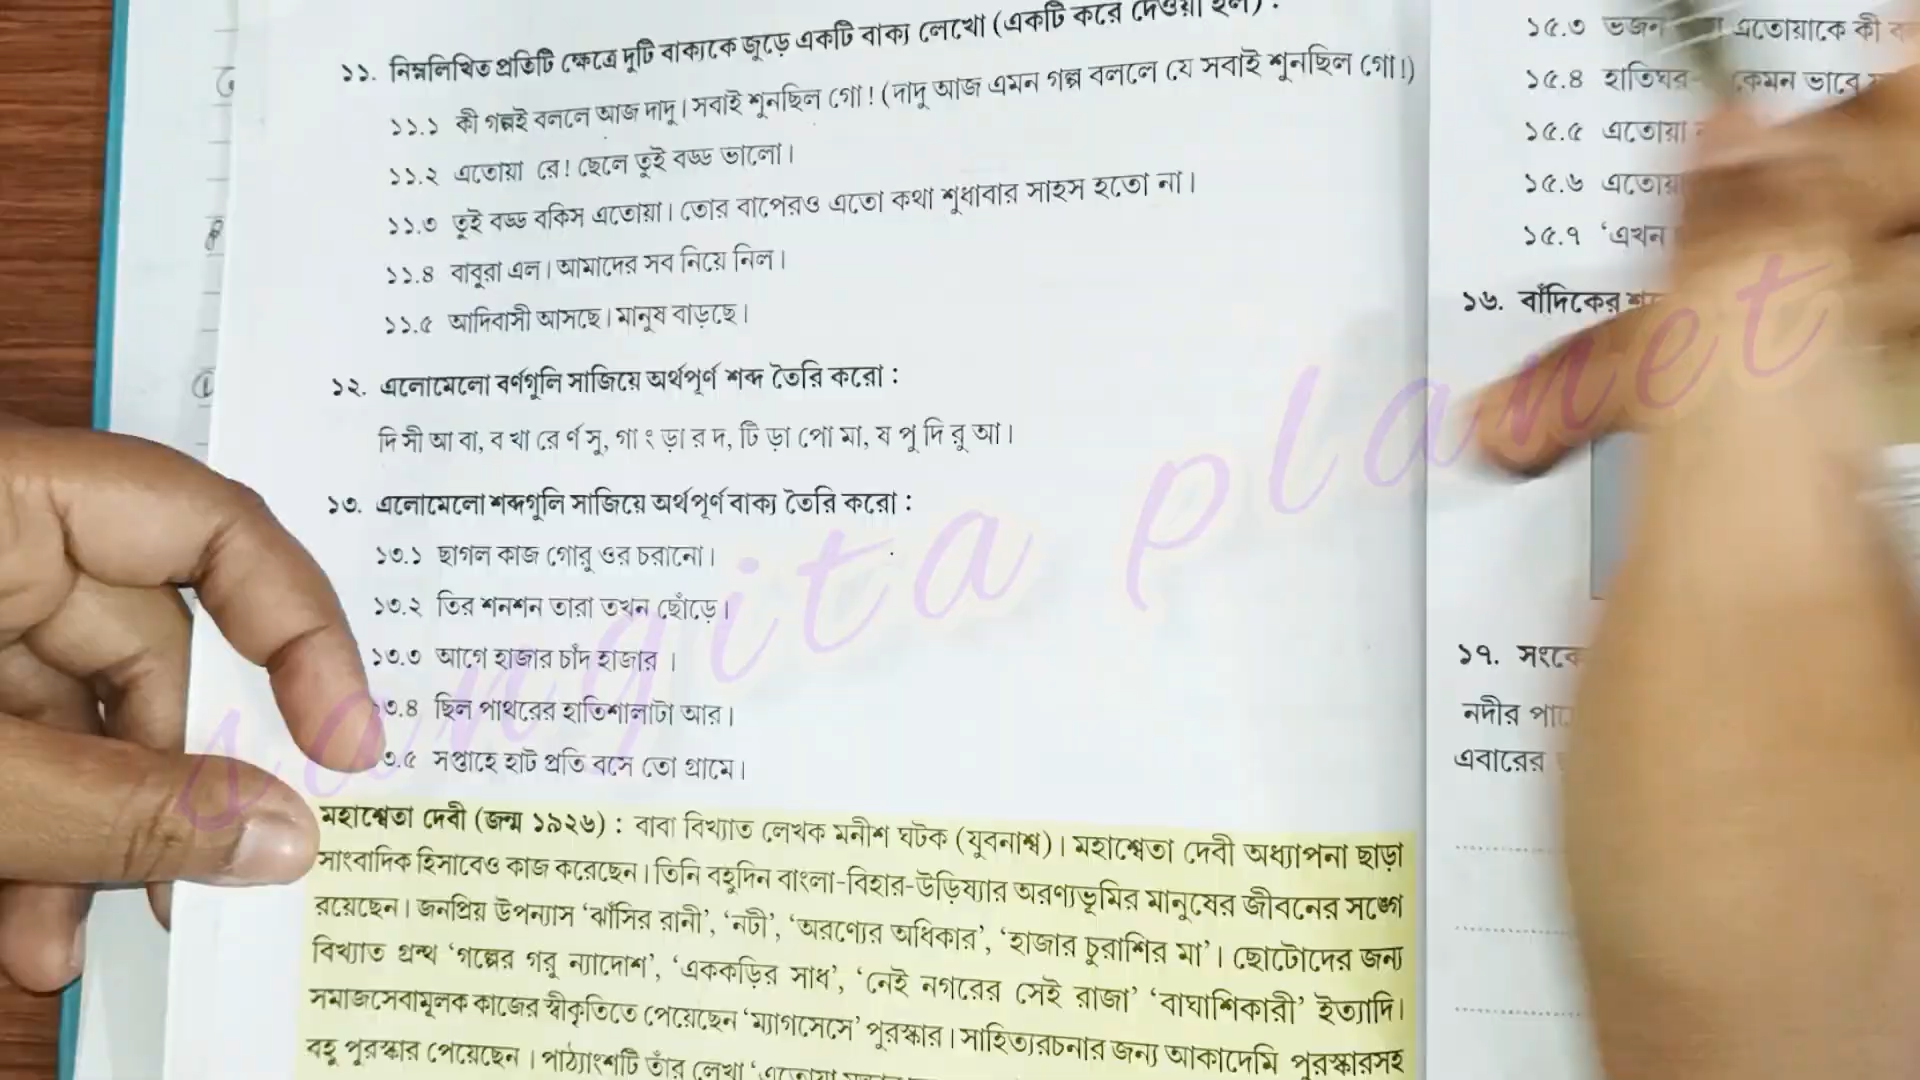 ১১. নিম্নলিখিত প্রতিটি ক্ষেত্রে দুটি বাক্যকে জুড়ে একটি বাক্য লেখো (একটি করে দেওয়া হল) :
১১.১ কী গল্পই বললে আজ দাদু। সবাই শুনছিল গো! (দাদু আজ এমন গল্প বললে যে সবাই শুনছিল গো!)
১১.২ এতোয়া রে! ছেলে তুই বড্ড ভালো।
১১.৩ তুই বড্ড বকিস এতোয়া। তোর বাপেরও এতো কথা শুধাবার সাহস হতো না।
১১.৪ বাবুরা এল। আমাদের সব নিয়ে নিল।
১১.৫ আদিবাসী আসছে। মানুষ বাড়ছে।
১২. এলোমেলো বর্ণগুলি সাজিয়ে অর্থপূর্ণ শব্দ তৈরি করো :
দি সী আ বা, ব খা রে র্ণ সু, গা ং ড়া র দ, টি ড়া পো মা, ষ পু দি রু আ।
১৩. এলোমেলো শব্দগুলি সাজিয়ে অর্থপূর্ণ বাক্য তৈরি করো :
১৩.১ ছাগল কাজ গোরু ওর চরানো।
১৩.২ তির শনশন তারা তখন ছোঁড়ে।
১৩.৩ আগে হাজার চাঁদ হাজার ।
৩.৪ ছিল পাথরের হাতিশালাটা আর।
৩.৫ সপ্তাহে হাট প্রতি বসে তো গ্রামে।
মহাশ্বেতা দেবী (জন্ম ১৯২৬) : বাবা বিখ্যাত লেখক মনীশ ঘটক (যুবনাশ্ব)। মহাশ্বেতা দেবী অধ্যাপনা ছাড়া
সাংবাদিক হিসাবেও কাজ করেছেন। তিনি বহুদিন বাংলা-বিহার-উড়িষ্যার অরণ্যভূমির মানুষের জীবনের সঙ্গে
রয়েছেন। জনপ্রিয় উপন্যাস ‘ঝাঁসির রানী’, ‘নটী’, ‘অরণ্যের অধিকার’, ‘হাজার চুরাশির মা’। ছোটোদের জন্য
বিখ্যাত গ্রন্থ ‘গল্পের গরু ন্যাদোশ’, ‘এককড়ির সাধ’, ‘নেই নগরের সেই রাজা’ ‘বাঘাশিকারী’ ইত্যাদি।
সমাজসেবামূলক কাজের স্বীকৃতিতে পেয়েছেন ‘ম্যাগসেসে’ পুরস্কার। সাহিত্যরচনার জন্য আকাদেমি পুরস্কারসহ
বহু পুরস্কার পেয়েছেন। পাঠ্যাংশটি তাঁর লেখা
১৫.৩ এতোয়াকে কী
১৫.৪ হাতিঘর- কেমন ভাবে
১৫.৫ এতোয়া
১৫.৬
১৫.৭ ‘এখন
১৬. বাঁদিকের
১৭.
নদীর
এবারের
sangita planet